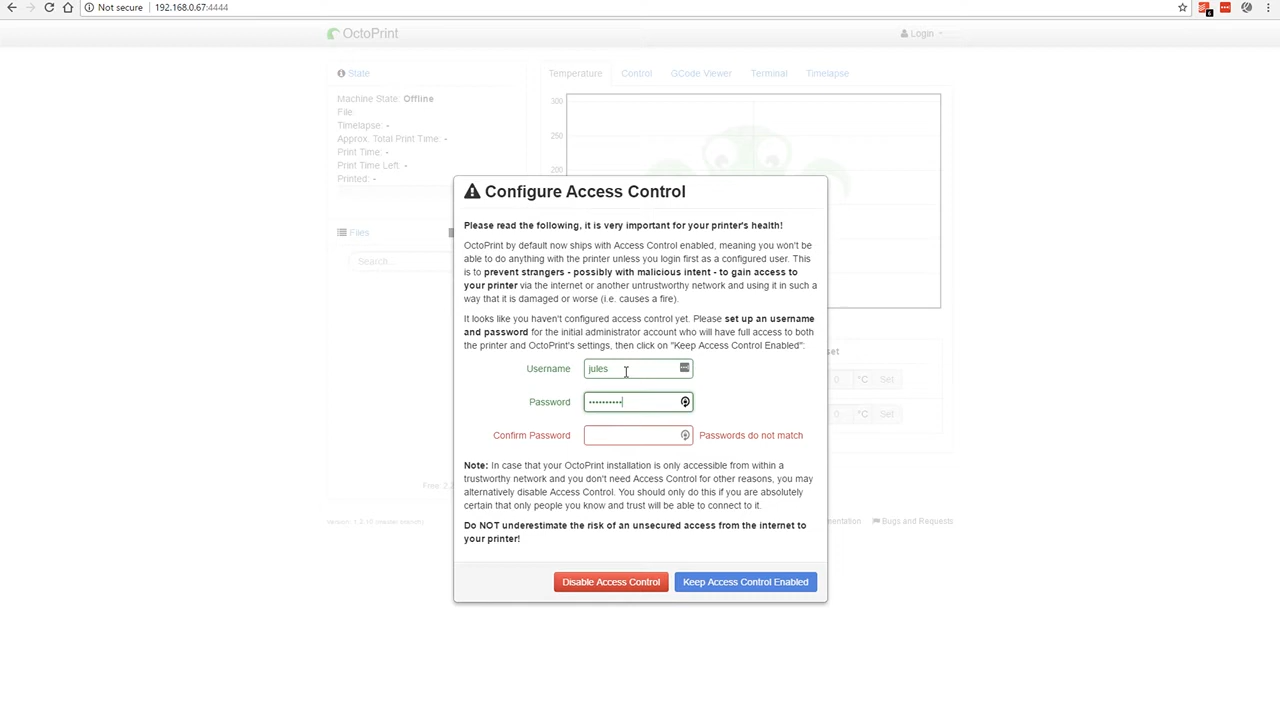 Not secure 192.168.0.67:4444
6
OctoPrint
Login
State
Temperature
Control
GCode Viewer
Terminal
Timelapse
Machine State: Offline
File:
Timelapse: -
Approx. Total Print Time: -
Print Time: -
Print Time Left: -
Printed: -
300
250
200
Files
Search...
Configure Access Control
Please read the following, it is very important for your printer's health!
OctoPrint by default now ships with Access Control enabled, meaning you won't be
able to do anything with the printer unless you login first as a configured user. This
is to prevent strangers - possibly with malicious intent - to gain access to
your printer via the internet or another untrustworthy network and using it in such a
way that it is damaged or worse (i.e. causes a fire).
It looks like you haven't configured access control yet. Please set up an username
and password for the initial administrator account who will have full access to both
the printer and OctoPrint's settings, then click on "Keep Access Control Enabled":
Username jules
Password ••••••••••
Confirm Password Passwords do not match
Note: In case that your OctoPrint installation is only accessible from within a
trustworthy network and you don't need Access Control for other reasons, you may
alternatively disable Access Control. You should only do this if you are absolutely
certain that only people you know and trust will be able to connect to it.
Do NOT underestimate the risk of an unsecured access from the internet to
your printer!
Disable Access Control
Keep Access Control Enabled
set
0 °C Set
0 °C Set
Free: 2.2
Version: 1.2.15 (master branch)
mentation
Bugs and Requests